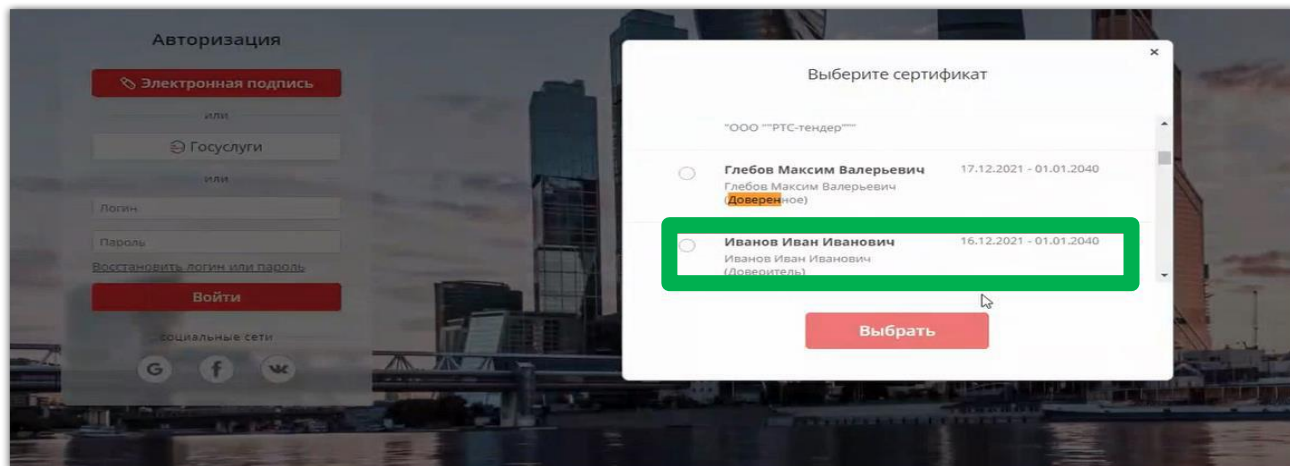 Авторизация
Электронная подпись
или
Госуслуги
или
Логин
Пароль
Восстановить логин или пароль
Войти
социальные сети
G f
Выберите сертификат
"ООО ""РТС-тендер"""
Глебов Максим Валерьевич 17.12.2021 - 01.01.2040
Глебов Максим Валерьевич
(Доверенное)
Иванов Иван Иванович 16.12.2021 - 01.01.2040
Иванов Иван Иванович
(Доверитель)
Выбрать